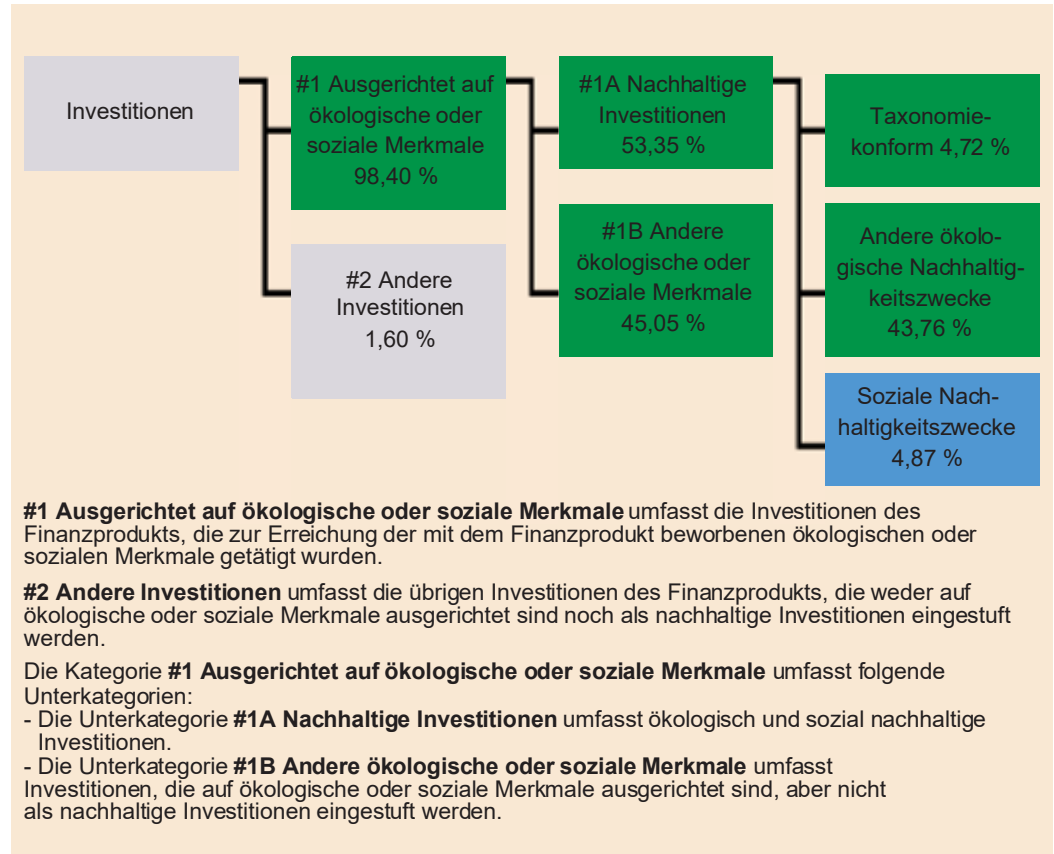 Investitionen
#1 Ausgerichtet auf
ökologische oder
soziale Merkmale
98,40 %
#2 Andere
Investitionen
1,60 %
#1A Nachhaltige
Investitionen
53,35 %
#1B Andere
ökologische oder
soziale Merkmale
45,05 %
Taxonomie-
konform 4,72 %
Andere ökolo-
gische Nachhaltig-
keitszwecke
43,76 %
Soziale Nach-
haltigkeitszwecke
4,87 %
#1 Ausgerichtet auf ökologische oder soziale Merkmale umfasst die Investitionen des
Finanzprodukts, die zur Erreichung der mit dem Finanzprodukt beworbenen ökologischen oder
sozialen Merkmale getätigt wurden.
#2 Andere Investitionen umfasst die übrigen Investitionen des Finanzprodukts, die weder auf
ökologische oder soziale Merkmale ausgerichtet sind noch als nachhaltige Investitionen eingestuft
werden.
Die Kategorie #1 Ausgerichtet auf ökologische oder soziale Merkmale umfasst folgende
Unterkategorien:
- Die Unterkategorie #1A Nachhaltige Investitionen umfasst ökologisch und sozial nachhaltige
Investitionen.
- Die Unterkategorie #1B Andere ökologische oder soziale Merkmale umfasst
Investitionen, die auf ökologische oder soziale Merkmale ausgerichtet sind, aber nicht
als nachhaltige Investitionen eingestuft werden.